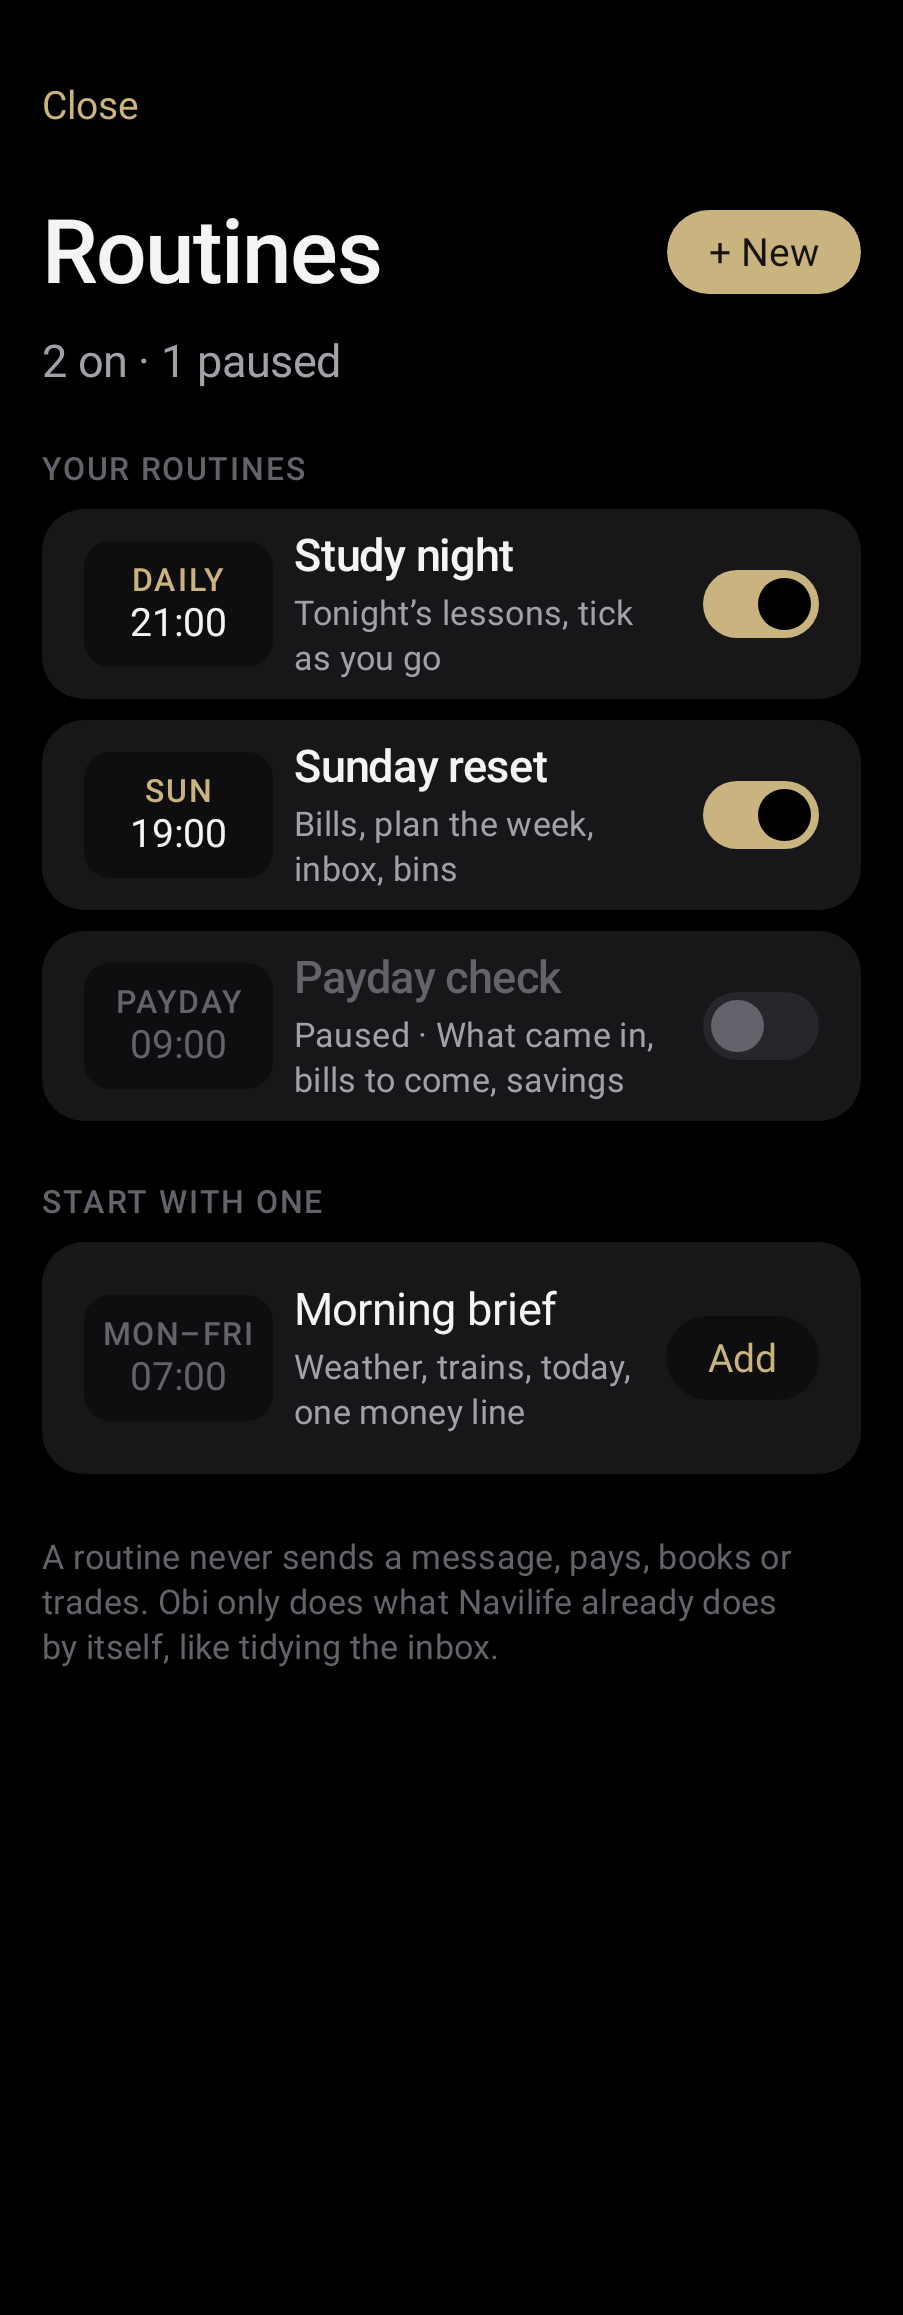 Close
Routines
+ New
2 on · 1 paused
YOUR ROUTINES
DAILY
21:00
Study night
Tonight’s lessons, tick
as you go
SUN
19:00
Sunday reset
Bills, plan the week,
inbox, bins
PAYDAY
09:00
Payday check
Paused · What came in,
bills to come, savings
START WITH ONE
MON–FRI
07:00
Morning brief
Weather, trains, today,
one money line
Add
A routine never sends a message, pays, books or
trades. Obi only does what Navilife already does
by itself, like tidying the inbox.